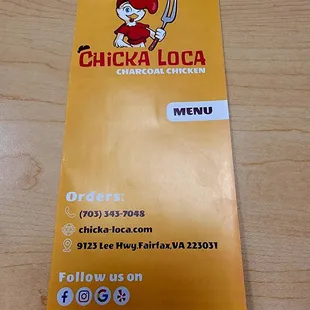 CHiCKA LOCA
CHARCOAL CHICKEN
MENU
Orders:
(703) 343-7048
chicka-loca.com
9123 Lee Hwy.Fairfax,VA 223031
Follow us on